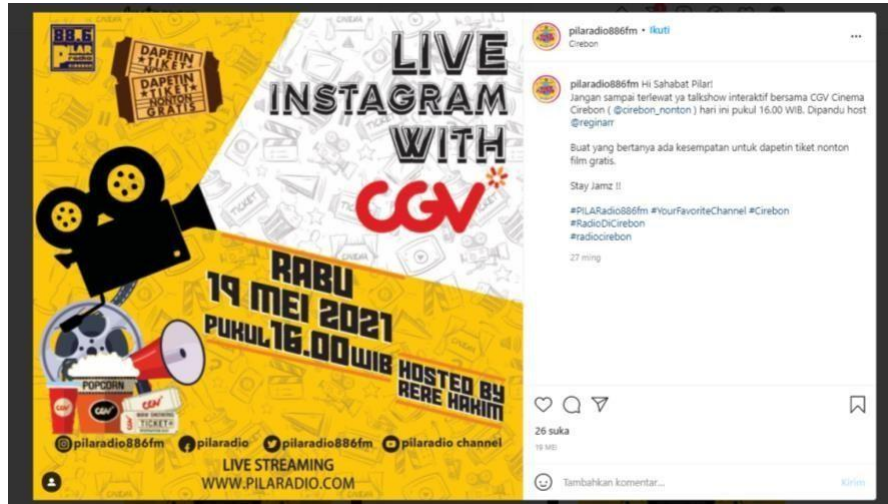 88.6
PILAR
radio
CIREBON
DAPETIN
TIKET
DAPETIN
TIKET
NONTON
GRATIS
LIVE
INSTAGRAM
WITH
CGV
RABU
19 MEI 2021
PUKUL 16.00 WIB
HOSTED BY
RERE HAKIM
POPCORN
CGV
CGV
CGV
TICKET
@pilaradio886fm
pilaradio
pilaradio886fm
pilaradio channel
LIVE STREAMING
WWW.PILARADIO.COM
pilaradio886fm • Ikuti
Cirebon
pilaradio886fm Hi Sahabat Pilar!
Jangan sampai terlewat ya talkshow interaktif bersama CGV Cinema
Cirebon ( @cirebon_nonton ) hari ini pukul 16.00 WIB. Dipandu host
@reginarr
Buat yang bertanya ada kesempatan untuk dapetin tiket nonton
film gratis.
Stay Jamz !!
#PILARadio886fm #YourFavoriteChannel #Cirebon
#RadioDiCirebon
#radiocirebon
27 ming
26 suka
19 MEI
Tambahkan komentar...
Kirim